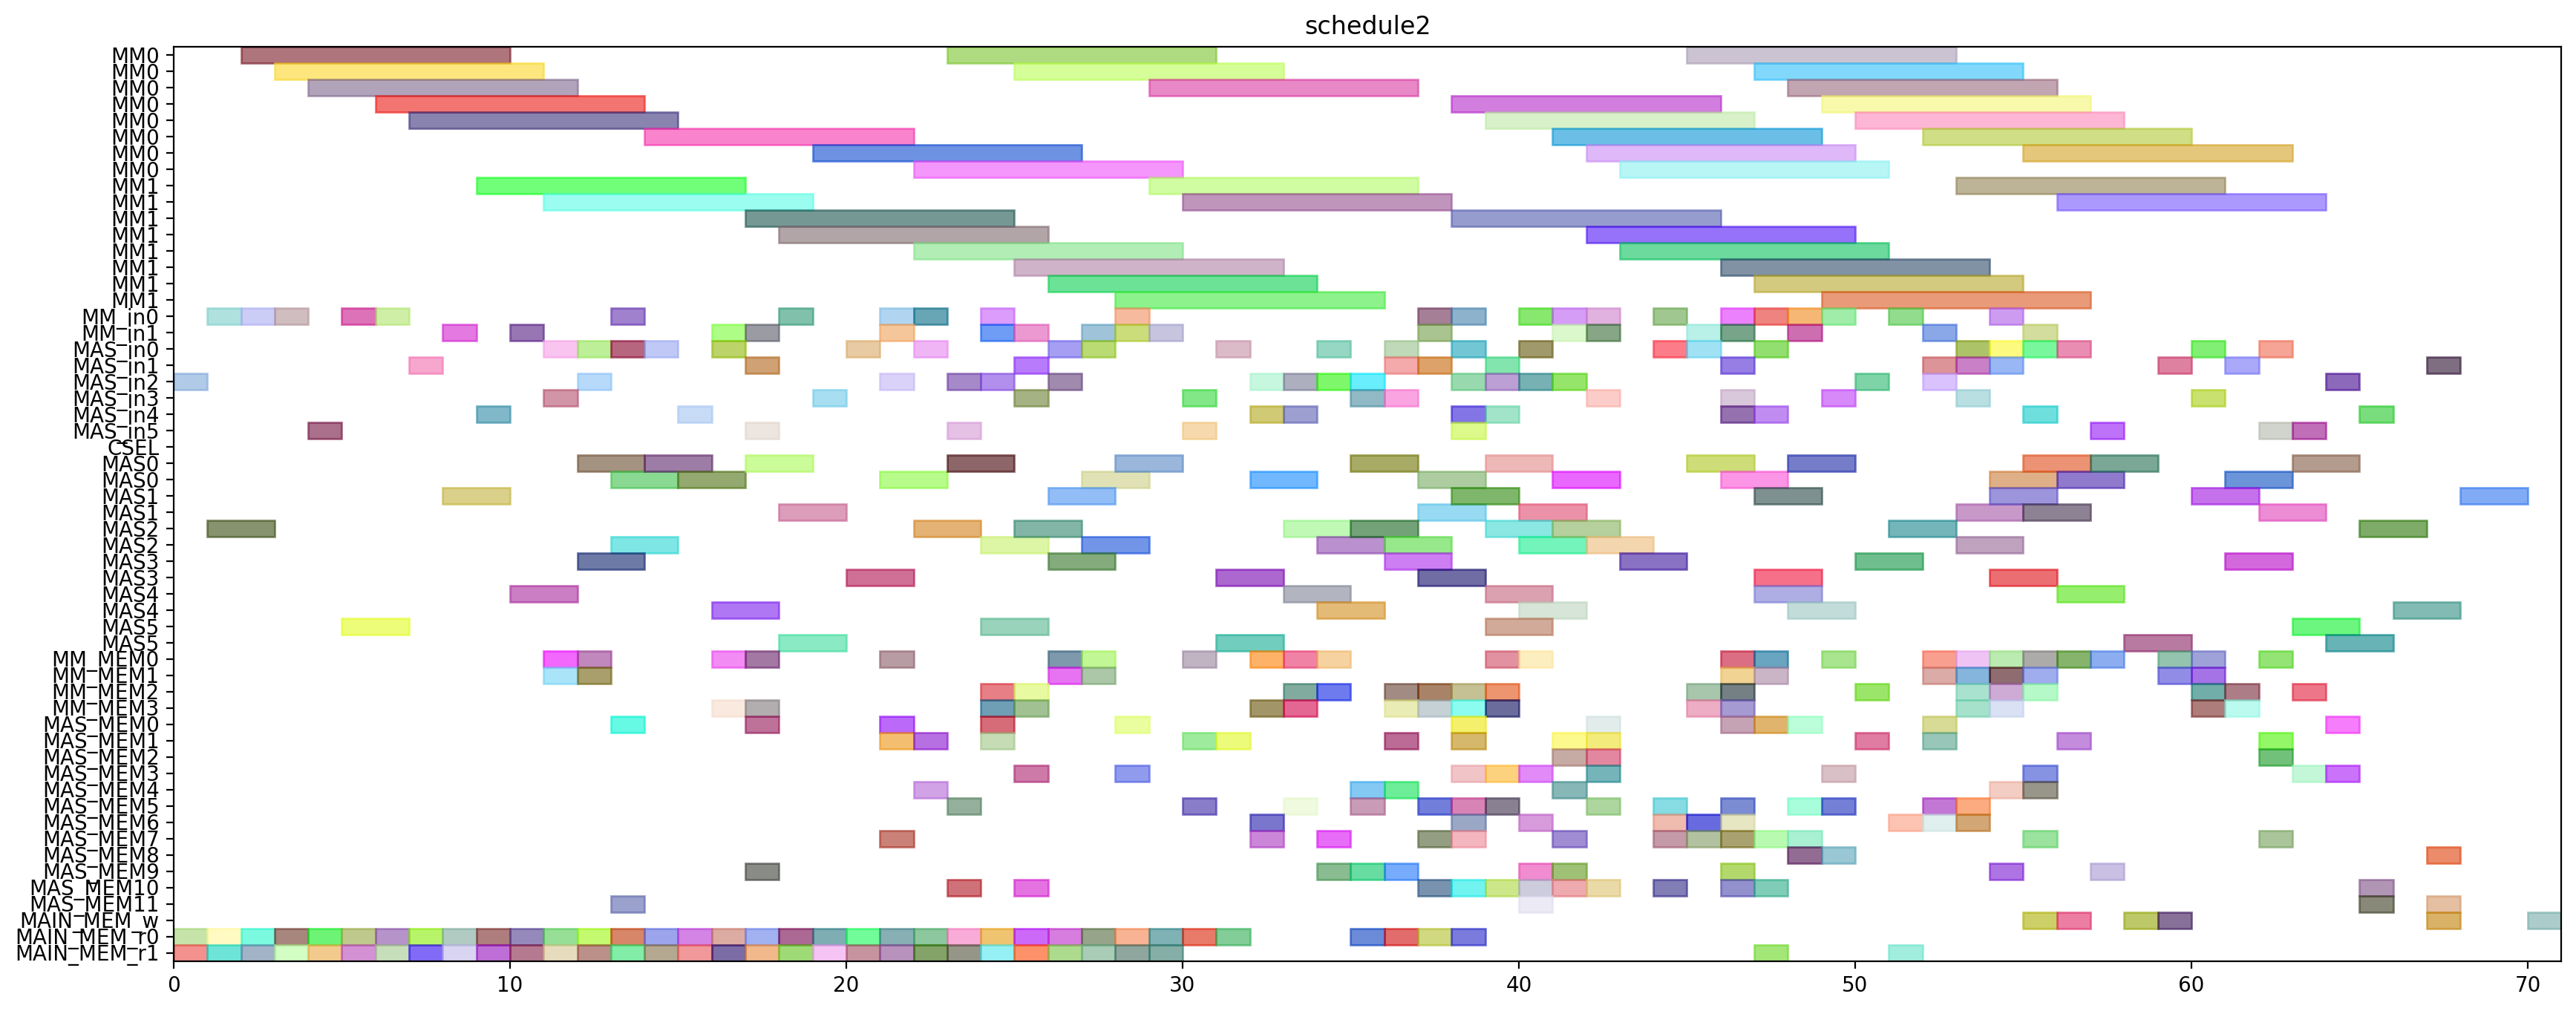 schedule2
MM0
MM0
MM0
MM0
MM0
MM0
MM0
MM0
MM1
MM1
MM1
MM1
MM1
MM1
MM1
MM1
MM_in0
MM_in1
MAS_in0
MAS_in1
MAS_in2
MAS_in3
MAS_in4
MAS_in5
CSEL
MAS0
MAS0
MAS1
MAS1
MAS2
MAS2
MAS3
MAS3
MAS4
MAS4
MAS5
MAS5
MM_MEM0
MM_MEM1
MM_MEM2
MM_MEM3
MAS_MEM0
MAS_MEM1
MAS_MEM2
MAS_MEM3
MAS_MEM4
MAS_MEM5
MAS_MEM6
MAS_MEM7
MAS_MEM8
MAS_MEM9
MAS_MEM10
MAS_MEM11
MAIN_MEM_w
MAIN_MEM_r0
MAIN_MEM_r1
0 10 20 30 40 50 60 70